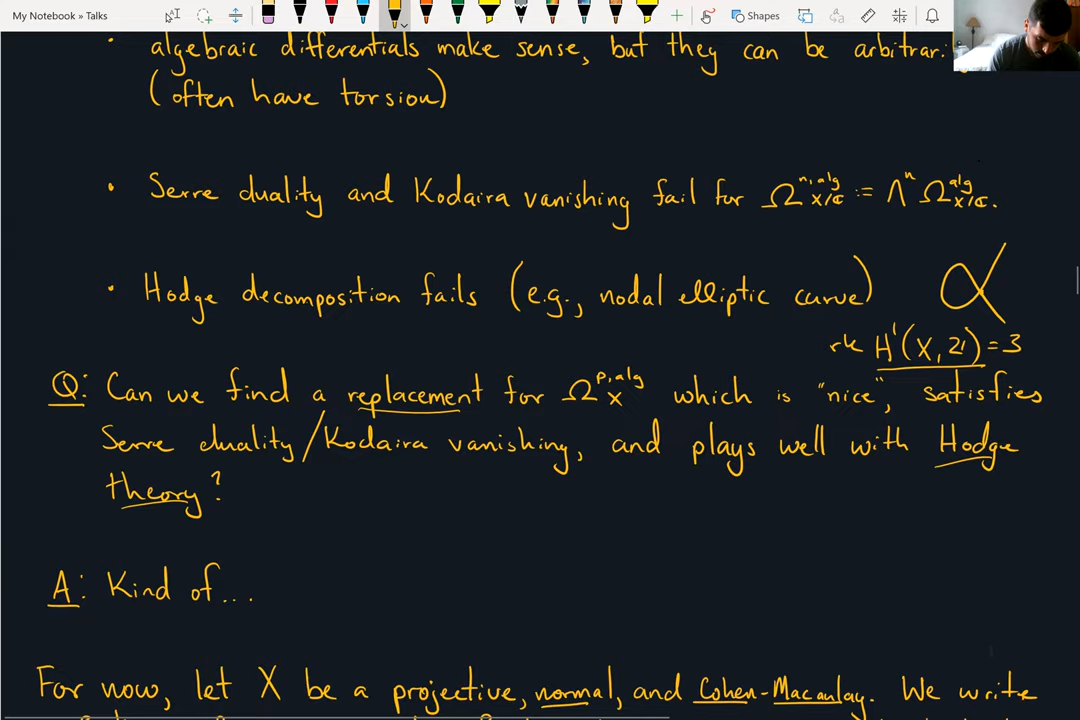 My Notebook » Talks
Shapes
algebraic differentials make sense, but they can be arbitrar
(often have torsion)
• Serre duality and Kodaira vanishing fail for Ω^{n,alg}_{X/ℂ} := Λ^n Ω^{alg}_{X/ℂ}.
• Hodge decomposition fails (e.g., nodal elliptic curve)
rk H^1(X, ℤ) = 3
Q: Can we find a replacement for Ω^{p,alg}_X which is "nice", satisfies
Serre duality/Kodaira vanishing, and plays well with Hodge
theory?
A: Kind of...
For now, let X be a projective, normal, and Cohen-Macaulay. We write